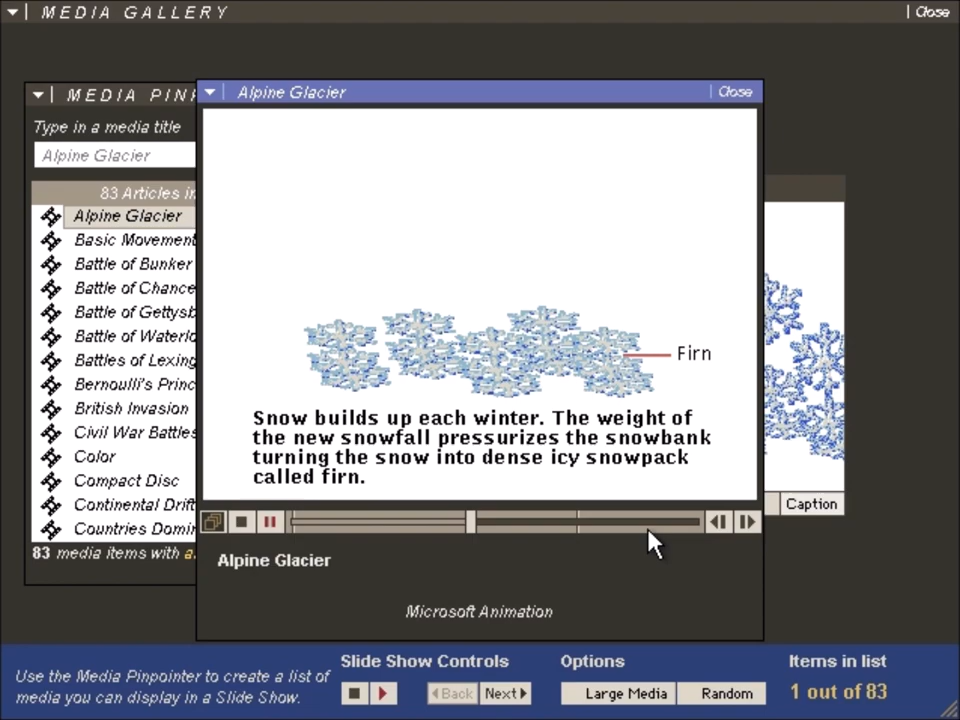 MEDIA GALLERY
Close
MEDIA PIN
Type in a media title
Alpine Glacier
83 Articles in
Alpine Glacier
Basic Movement
Battle of Bunker
Battle of Chance
Battle of Gettysb
Battle of Waterlo
Battles of Lexing
Bernoulli's Princ
British Invasion
Civil War Battles
Color
Compact Disc
Continental Drift
Countries Domin
83 media items with a
Alpine Glacier
Close
Firn
Snow builds up each winter. The weight of
the new snowfall pressurizes the snowbank
turning the snow into dense icy snowpack
called firn.
Alpine Glacier
Microsoft Animation
Caption
Use the Media Pinpointer to create a list of
media you can display in a Slide Show.
Slide Show Controls
Back
Next
Options
Large Media
Random
Items in list
1 out of 83